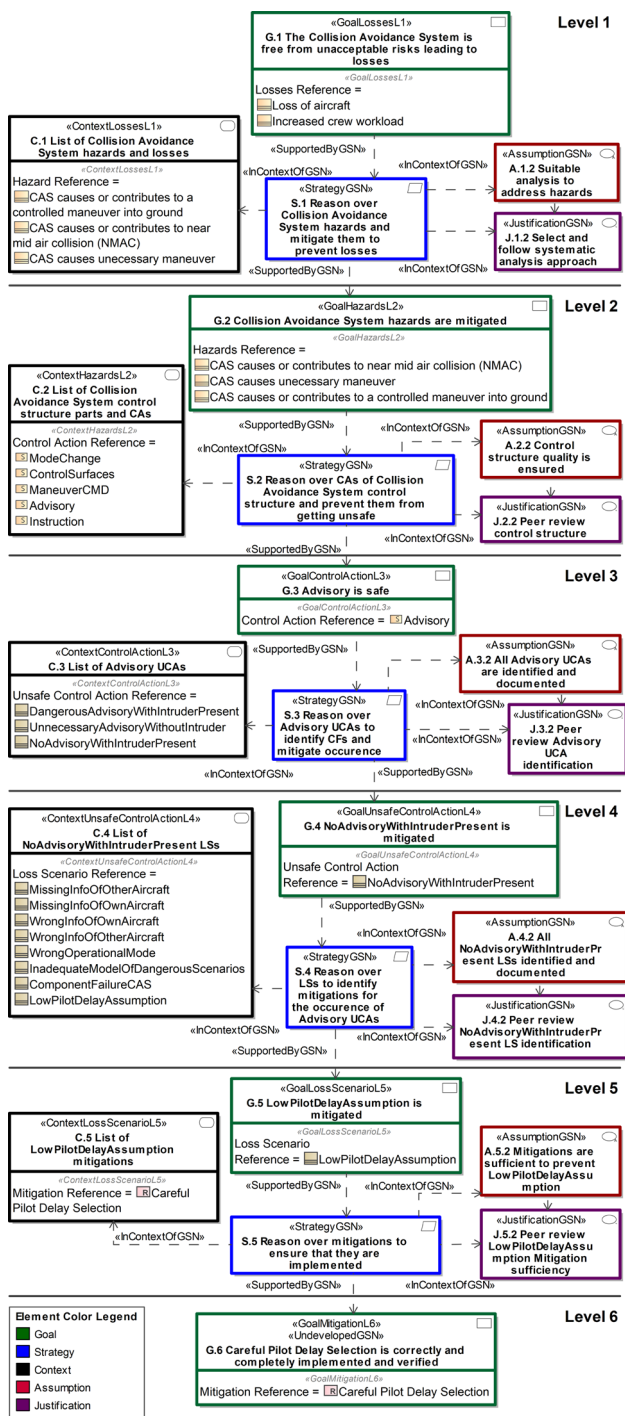 Level 1
«GoalLossesL1»
G.1 The Collision Avoidance System is
free from unacceptable risks leading to
losses
«GoalLossesL1»
Losses Reference =
Loss of aircraft
Increased crew workload
«ContextLossesL1»
C.1 List of Collision Avoidance
System hazards and losses
«ContextLossesL1»
Hazard Reference =
CAS causes or contributes to a
controlled maneuver into ground
CAS causes or contributes to near
mid air collision (NMAC)
CAS causes unecessary maneuver
«SupportedByGSN»
«InContextOfGSN»
«InContextOfGSN»
«StrategyGSN»
S.1 Reason over
Collision Avoidance
System hazards and
mitigate them to
prevent losses
«AssumptionGSN»
A.1.2 Suitable
analysis to
address hazards
«JustificationGSN»
J.1.2 Select and
follow systematic
analysis approach
«InContextOfGSN»
«SupportedByGSN»
Level 2
«GoalHazardsL2»
G.2 Collision Avoidance System hazards are mitigated
«GoalHazardsL2»
Hazards Reference =
CAS causes or contributes to near mid air collision (NMAC)
CAS causes unecessary maneuver
CAS causes or contributes to a controlled maneuver into ground
«ContextHazardsL2»
C.2 List of Collision
Avoidance System control
structure parts and CAs
«ContextHazardsL2»
Control Action Reference =
S ModeChange
S ControlSurfaces
S ManeuverCMD
S Advisory
S Instruction
«SupportedByGSN»
«InContextOfGSN»
«InContextOfGSN»
«StrategyGSN»
S.2 Reason over CAs of Collision
Avoidance System control
structure and prevent them from
getting unsafe
«AssumptionGSN»
A.2.2 Control
structure quality is
ensured
«JustificationGSN»
J.2.2 Peer review
control structure
«InContextOfGSN»
«SupportedByGSN»
Level 3
«GoalControlActionL3»
G.3 Advisory is safe
«GoalControlActionL3»
Control Action Reference = S Advisory
«ContextControlActionL3»
C.3 List of Advisory UCAs
«ContextControlActionL3»
Unsafe Control Action Reference =
DangerousAdvisoryWithIntruderPresent
UnnecessaryAdvisoryWithoutIntruder
NoAdvisoryWithIntruderPresent
«SupportedByGSN»
«InContextOfGSN»
«StrategyGSN»
S.3 Reason over
Advisory UCAs to
identify CFs and
mitigate occurence
«AssumptionGSN»
A.3.2 All Advisory UCAs
are identified and
documented
«JustificationGSN»
J.3.2 Peer
review Advisory
UCA
identification
«InContextOfGSN»
«InContextOfGSN»
«SupportedByGSN»
Level 4
«GoalUnsafeControlActionL4»
G.4 NoAdvisoryWithIntruderPresent is
mitigated
«GoalUnsafeControlActionL4»
Unsafe Control Action
Reference = NoAdvisoryWithIntruderPresent
«ContextUnsafeControlActionL4»
C.4 List of
NoAdvisoryWithIntruderPresent LSs
«ContextUnsafeControlActionL4»
Loss Scenario Reference =
MissingInfoOfOtherAircraft
MissingInfoOfOwnAircraft
WrongInfoOfOwnAircraft
WrongInfoOfOtherAircraft
WrongOperationalMode
InadequateModelOfDangerousScenarios
ComponentFailureCAS
LowPilotDelayAssumption
«SupportedByGSN»
«InContextOfGSN»
«StrategyGSN»
S.4 Reason over
LSs to identify
mitigations for
the occurence of
Advisory UCAs
«AssumptionGSN»
A.4.2 All
NoAdvisoryWithIntruderPr
esent LSs identified and
documented
«JustificationGSN»
J.4.2 Peer review
NoAdvisoryWithIntruderPr
esent LS identification
«InContextOfGSN»
«InContextOfGSN»
«SupportedByGSN»
Level 5
«GoalLossScenarioL5»
G.5 LowPilotDelayAssumption is
mitigated
«GoalLossScenarioL5»
Loss Scenario
Reference = LowPilotDelayAssumption
«ContextLossScenarioL5»
C.5 List of
LowPilotDelayAssumption
mitigations
«ContextLossScenarioL5»
Mitigation Reference = R Careful
Pilot Delay Selection
«SupportedByGSN»
«InContextOfGSN»
«InContextOfGSN»
«StrategyGSN»
S.5 Reason over mitigations to
ensure that they are
implemented
«AssumptionGSN»
A.5.2 Mitigations are
sufficient to prevent
LowPilotDelayAssu
mption
«JustificationGSN»
J.5.2 Peer review
LowPilotDelayAssu
mption Mitigation
sufficiency
«SupportedByGSN»
«InContextOfGSN»
Level 6
«GoalMitigationL6»
«UndevelopedGSN»
G.6 Careful Pilot Delay Selection is correctly and
completely implemented and verified
«GoalMitigationL6»
Mitigation Reference = R Careful Pilot Delay Selection
Element Color Legend
Goal
Strategy
Context
Assumption
Justification